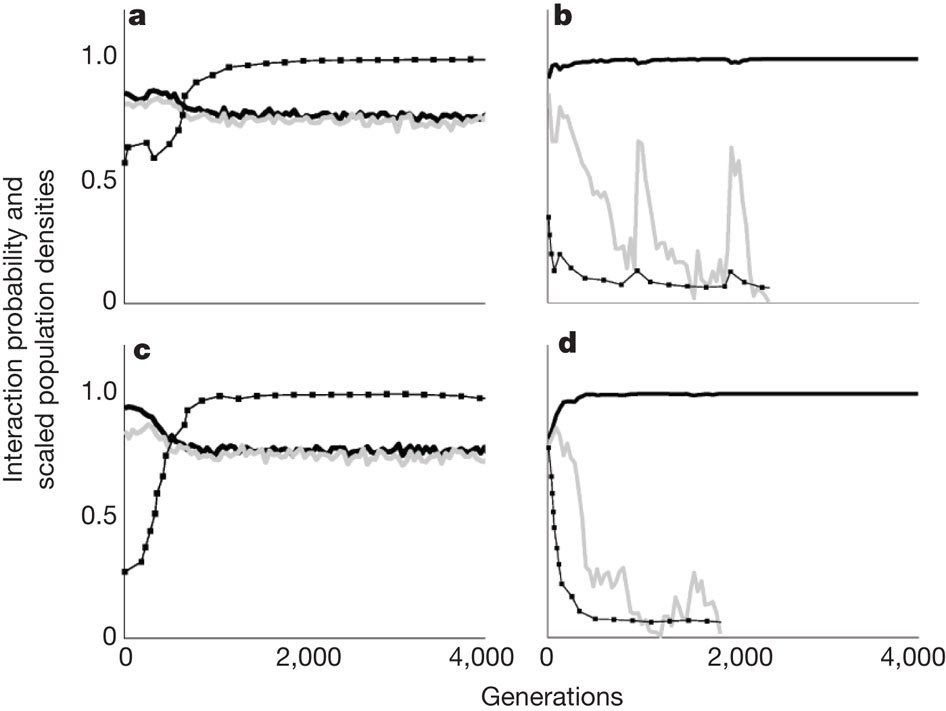 a
b
1.0
0.5
0
c
d
1.0
0.5
0
0
2,000
4,000
0
2,000
4,000
Interaction probability and
scaled population densities
Generations